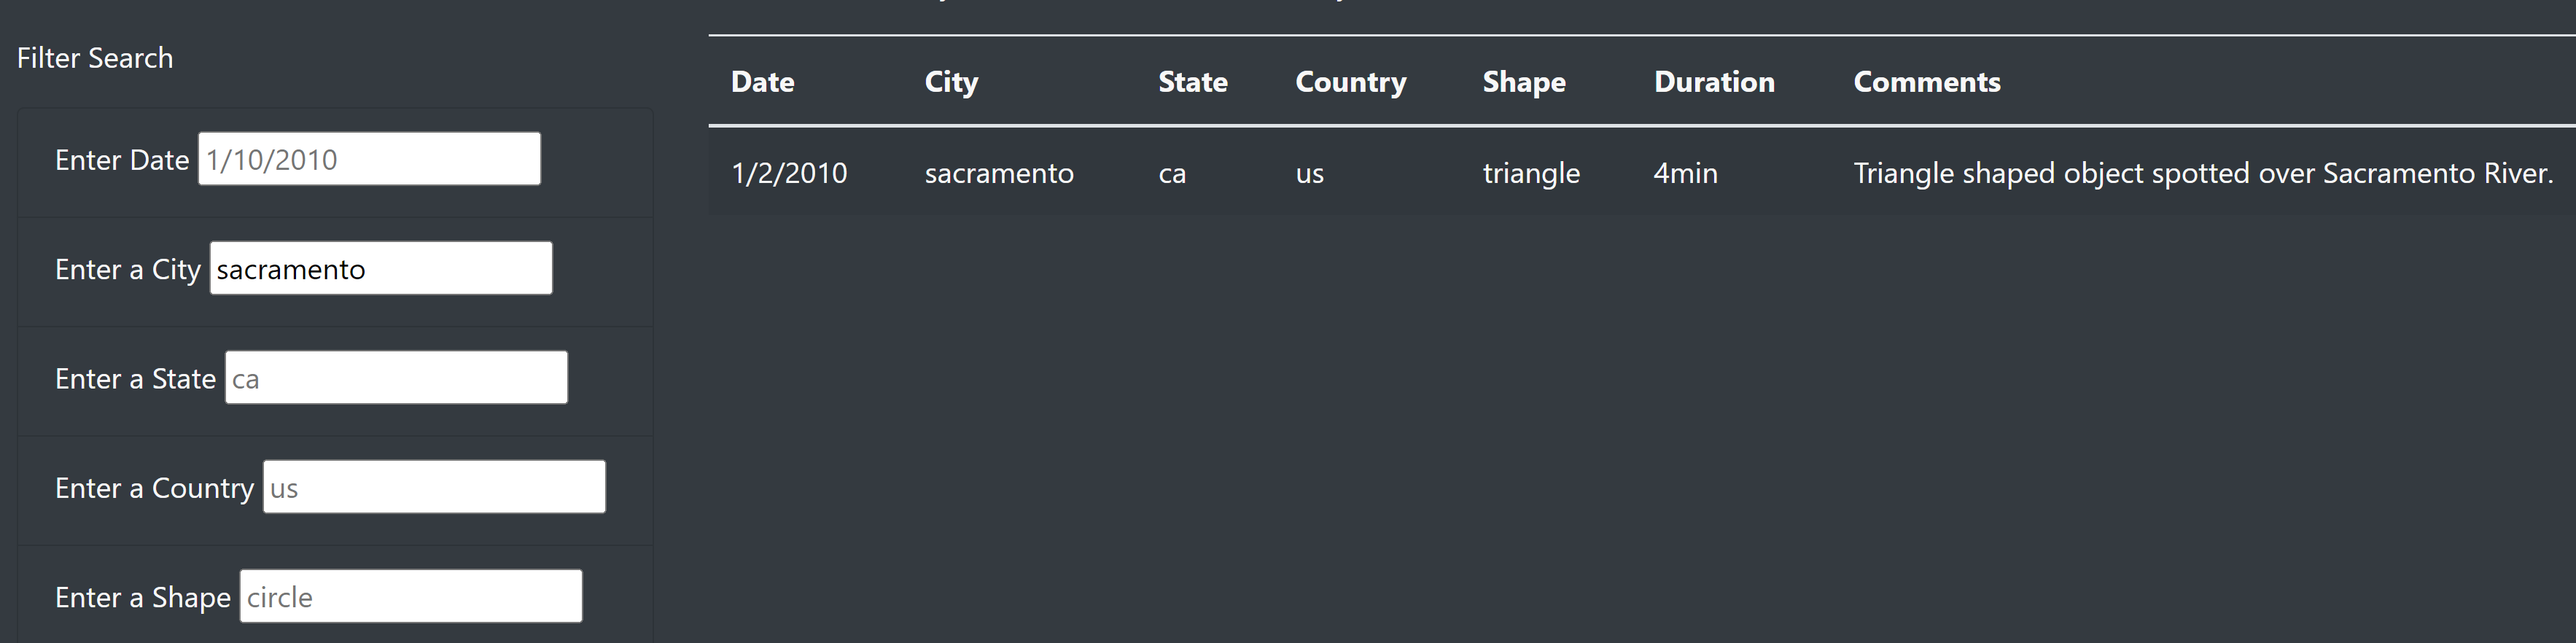 Filter Search
Enter Date 1/10/2010
Enter a City sacramento
Enter a State ca
Enter a Country us
Enter a Shape circle
Date City State Country Shape Duration Comments
1/2/2010 sacramento ca us triangle 4min Triangle shaped object spotted over Sacramento River.